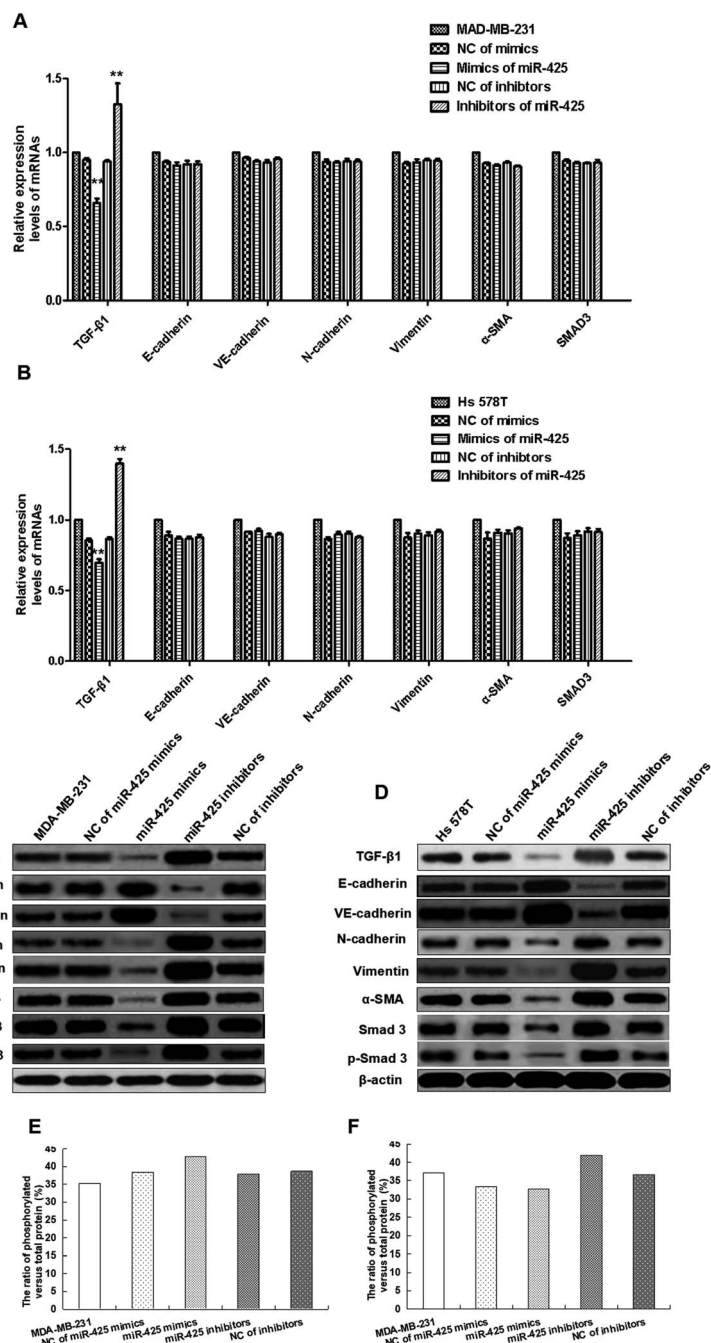 A
MAD-MB-231
NC of mimics
Mimics of miR-425
NC of inhibtors
Inhibitors of miR-425
Relative expression
levels of mRNAs
1.5
1.0
0.5
0.0
**
**
TGF-β1
E-cadherin
VE-cadherin
N-cadherin
Vimentin
α-SMA
SMAD3
B
Hs 578T
NC of mimics
Mimics of miR-425
NC of inhibtors
Inhibitors of miR-425
Relative expression
levels of mRNAs
1.5
1.0
0.5
0.0
**
**
TGF-β1
E-cadherin
VE-cadherin
N-cadherin
Vimentin
α-SMA
SMAD3
MDA-MB-231
NC of miR-425 mimics
miR-425 mimics
miR-425 inhibitors
NC of inhibitors
D
Hs 578T
NC of miR-425 mimics
miR-425 mimics
miR-425 inhibitors
NC of inhibitors
TGF-β1
E-cadherin
VE-cadherin
N-cadherin
Vimentin
α-SMA
Smad 3
p-Smad 3
β-actin
E
The ratio of phosphorylated
versus total protein (%)
45
40
35
30
25
20
15
10
5
0
MDA-MB-231
NC of miR-425 mimics
miR-425 mimics
miR-425 inhibitors
NC of inhibitors
F
The ratio of phosphorylated
versus total protein (%)
45
40
35
30
25
20
15
10
5
0
MDA-MB-231
NC of miR-425 mimics
miR-425 mimics
miR-425 inhibitors
NC of inhibitors